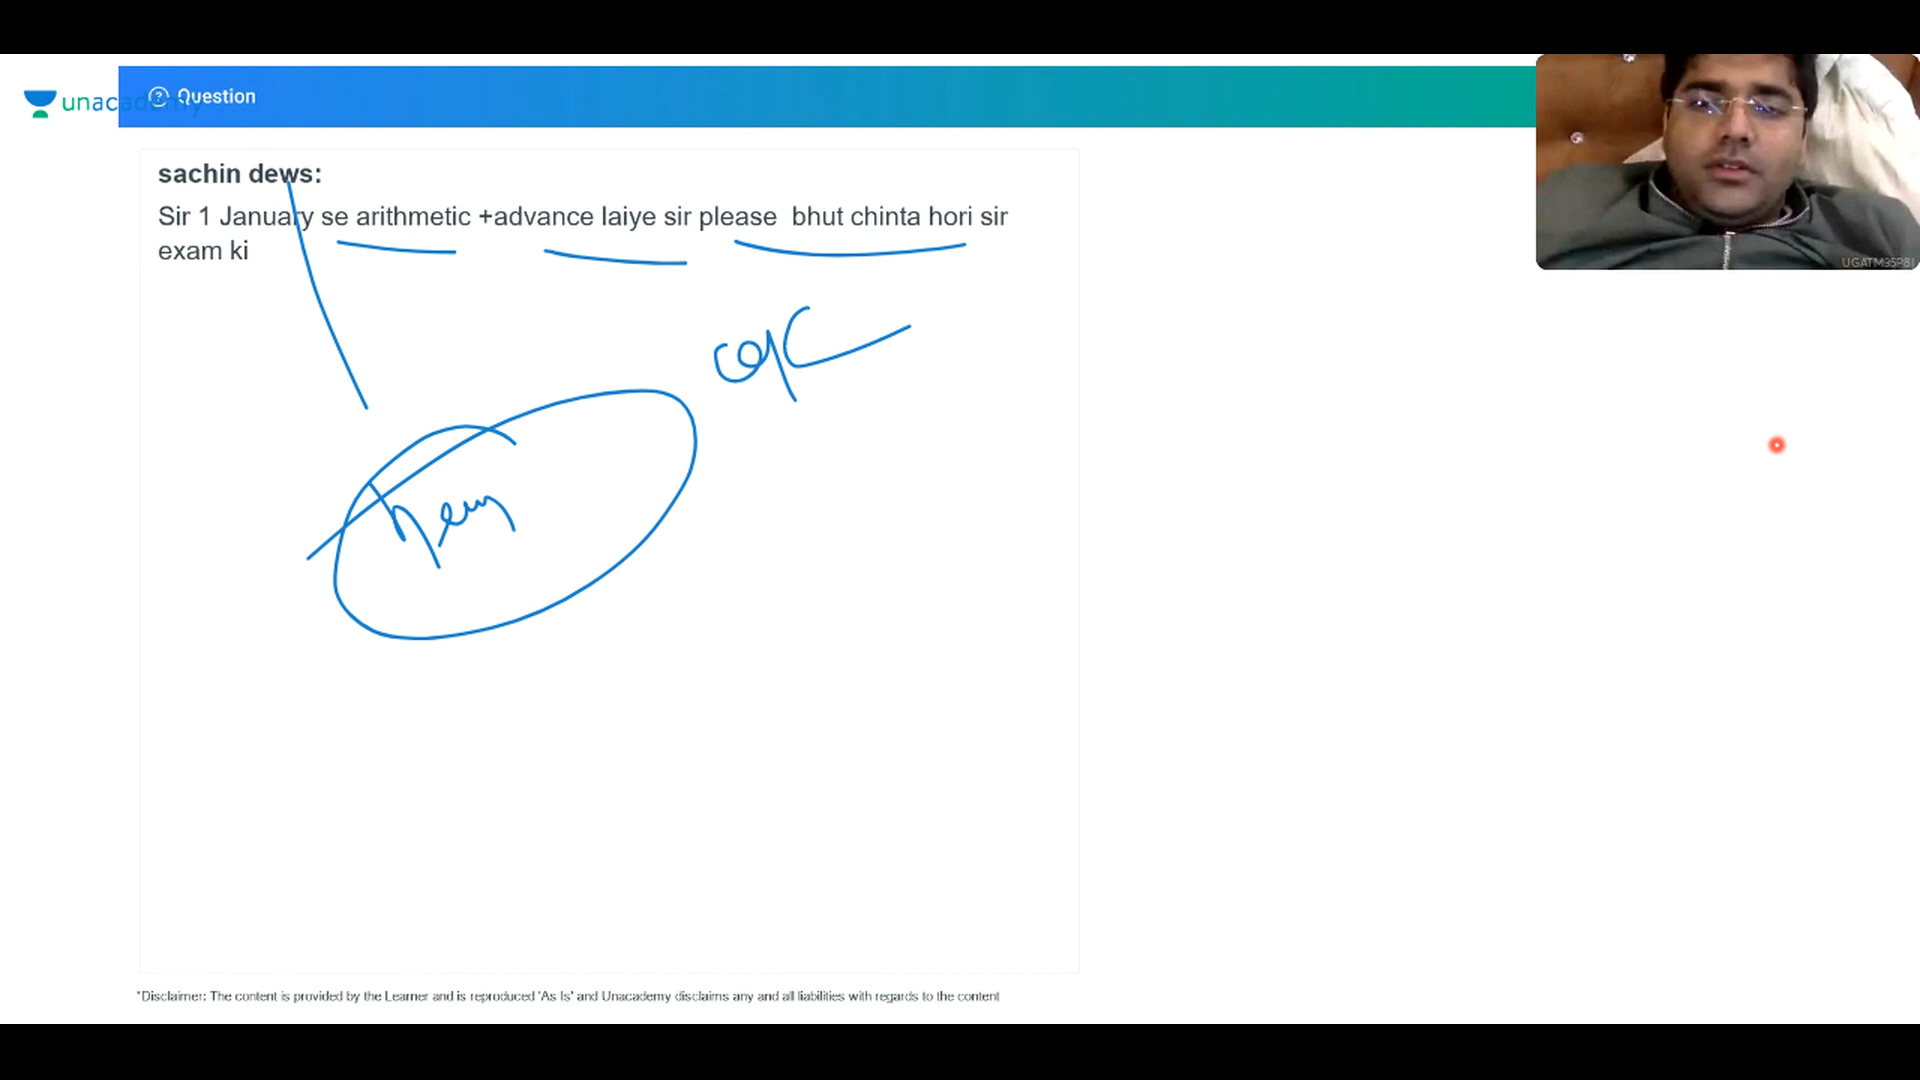 unacademy
Question
sachin dews:
Sir 1 January se arithmetic +advance laiye sir please bhut chinta hori sir
exam ki
UGATM35P8I
*Disclaimer: The content is provided by the Learner and is reproduced 'As Is' and Unacademy disclaims any and all liabilities with regards to the content